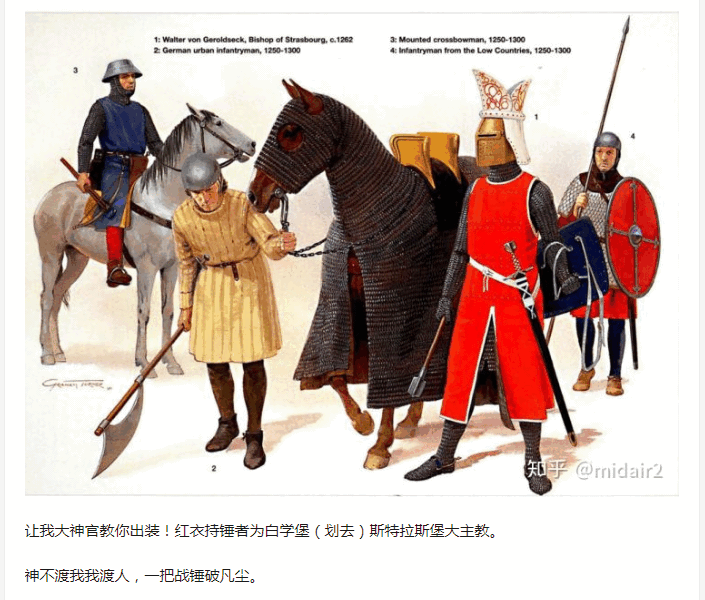 1: Walter von Geroldseck, Bishop of Strasbourg, c.1262
2: German urban infantryman, 1250-1300
3: Mounted crossbowman, 1250-1300
4: Infantryman from the Low Countries, 1250-1300
3
1
4
2
知乎 @midair2
让我大神官教你出装！红衣持锤者为白学堡（划去）斯特拉斯堡大主教。
神不渡我我渡人，一把战锤破凡尘。